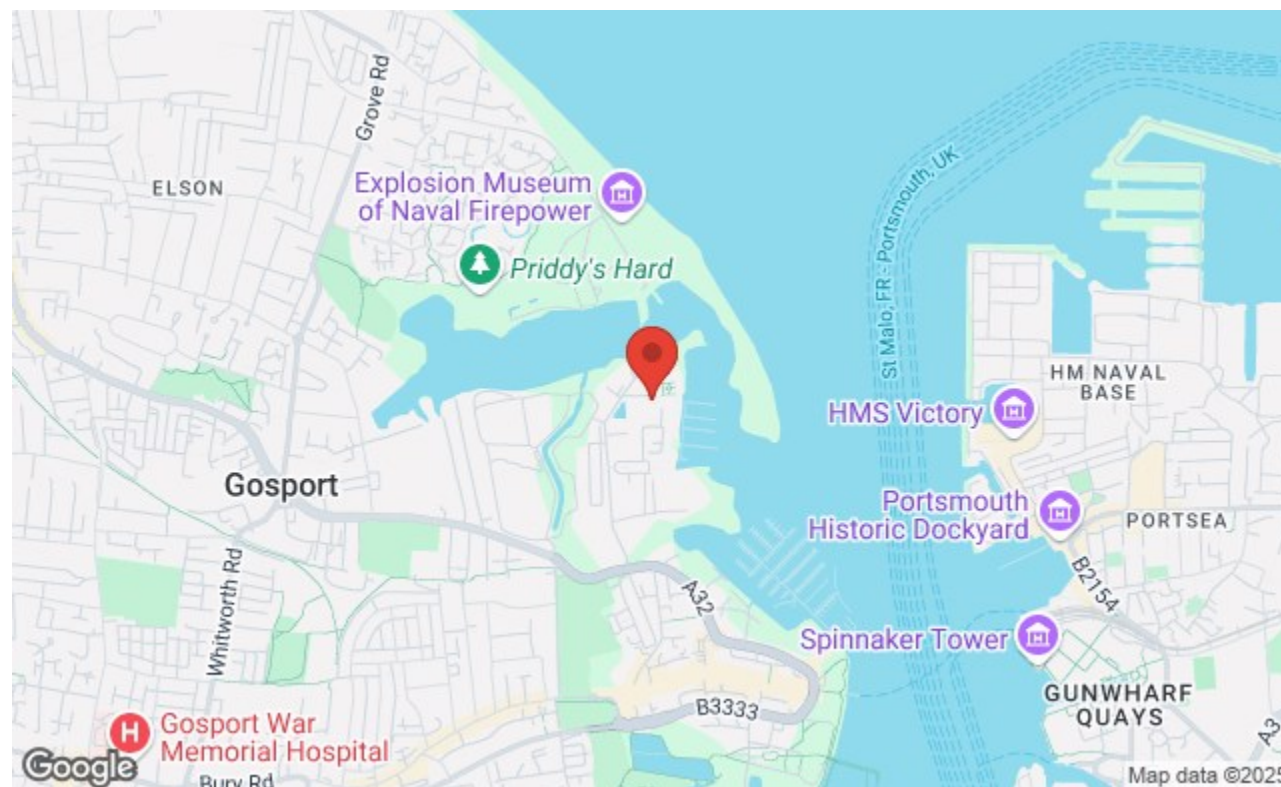 Grove Rd
ELSON
Explosion Museum
of Naval Firepower
Priddy's Hard
St Malo, FR - Portsmouth, UK
HM NAVAL
BASE
HMS Victory
Gosport
Portsmouth
Historic Dockyard
PORTSEA
B2154
Whitworth Rd
A32
Spinnaker Tower
B3333
GUNWHARF
QUAYS
A3
Gosport War
Memorial Hospital
Google
Bury Rd
Map data ©2025